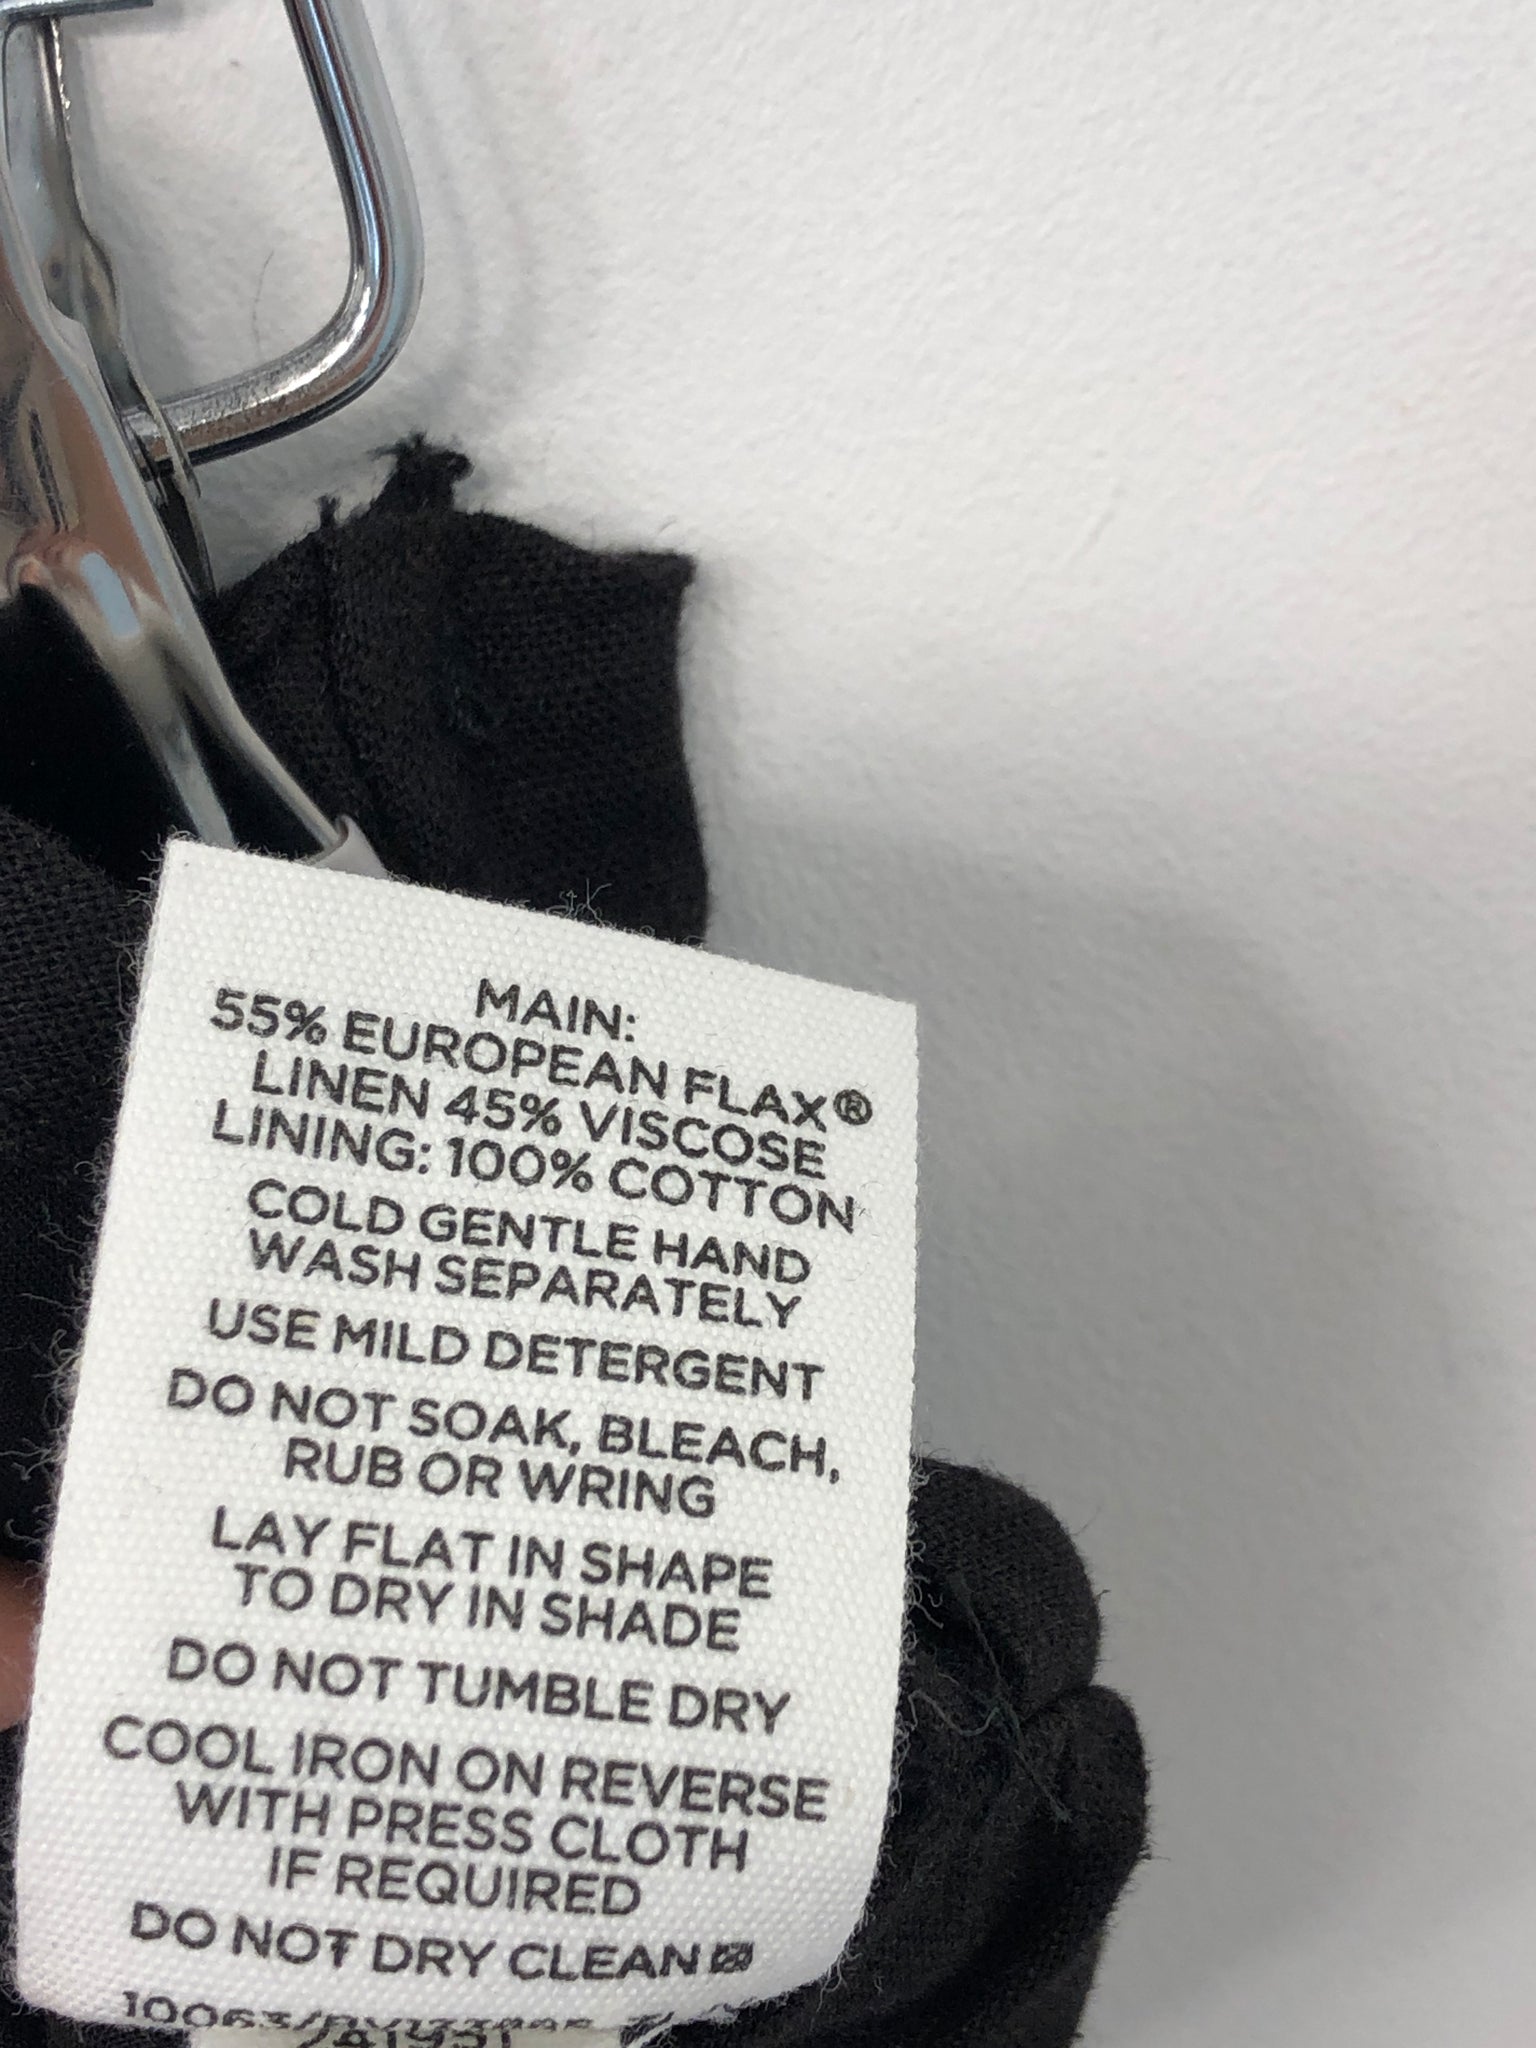 MAIN:
55% EUROPEAN FLAX®
LINEN 45% VISCOSE
LINING: 100% COTTON
COLD GENTLE HAND
WASH SEPARATELY
USE MILD DETERGENT
DO NOT SOAK, BLEACH,
RUB OR WRING
LAY FLAT IN SHAPE
TO DRY IN SHADE
DO NOT TUMBLE DRY
COOL IRON ON REVERSE
WITH PRESS CLOTH
IF REQUIRED
DO NOT DRY CLEAN